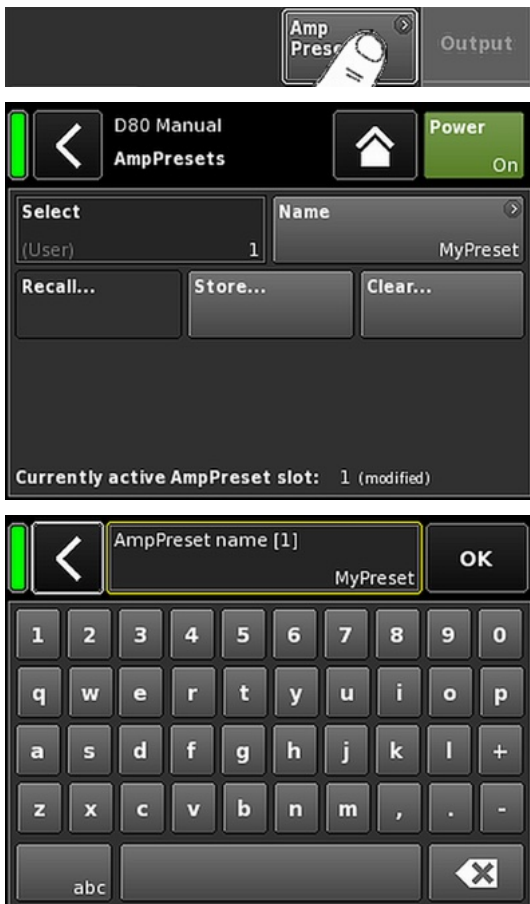 Amp
Output
D80 Manual
AmpPresets
Power
On
Select
(User) 1
Name
MyPreset
Recall...
Store...
Clear...
Currently active AmpPreset slot: 1 (modified)
AmpPreset name [1]
MyPreset
OK
1 2 3 4 5 6 7 8 9 0
q w e r t y u i o p
a s d f g h j k l +
z x c v b n m , . -
abc